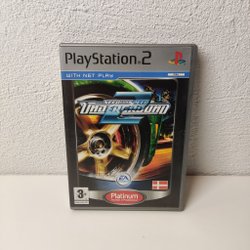 PlayStation 2
WITH NET PLAY
NEED FOR SPEED
UNDERGROUND
2
EA
3+
Platinum